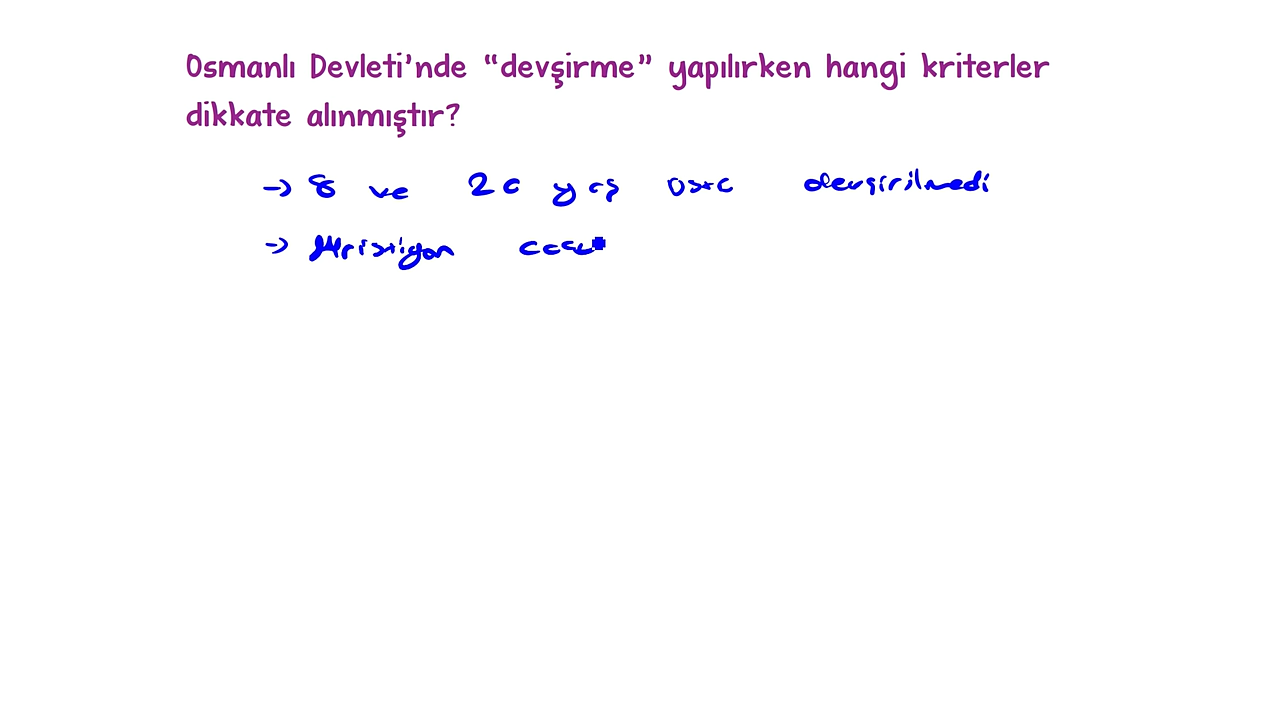 Osmanlı Devleti'nde "devşirme" yapılırken hangi kriterler
dikkate alınmıştır?
→ 8 ve 20 yaş üstü devşirilmedi
→ Hristiyan